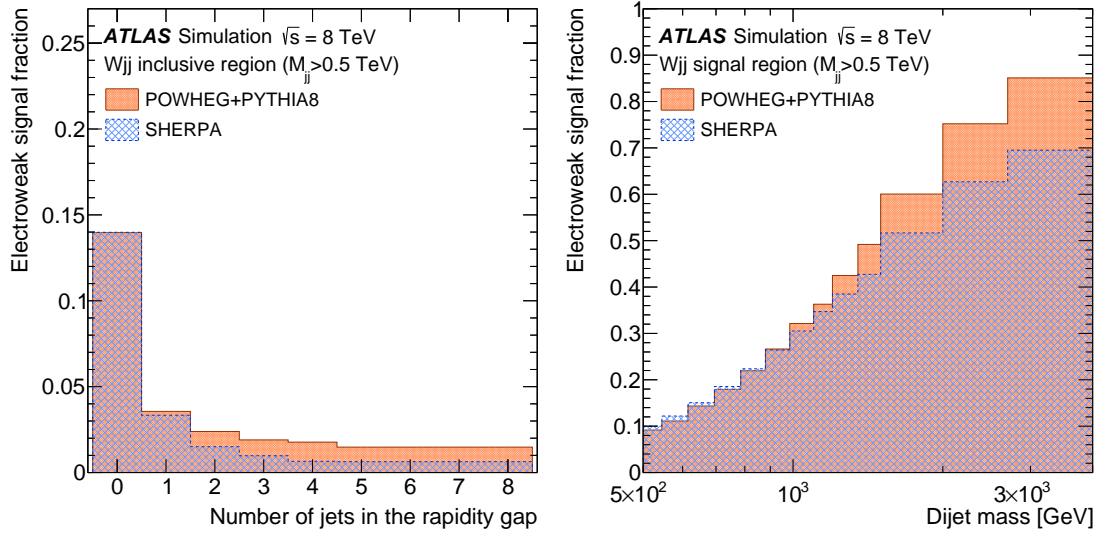 ATLAS Simulation √s = 8 TeV
Wjj inclusive region (M_jj>0.5 TeV)
POWHEG+PYTHIA8
SHERPA
Electroweak signal fraction
0.25
0.2
0.15
0.1
0.05
0
0 1 2 3 4 5 6 7 8
Number of jets in the rapidity gap
ATLAS Simulation √s = 8 TeV
Wjj signal region (M_jj>0.5 TeV)
POWHEG+PYTHIA8
SHERPA
Electroweak signal fraction
1
0.9
0.8
0.7
0.6
0.5
0.4
0.3
0.2
0.1
0
5×10² 10³ 3×10³
Dijet mass [GeV]